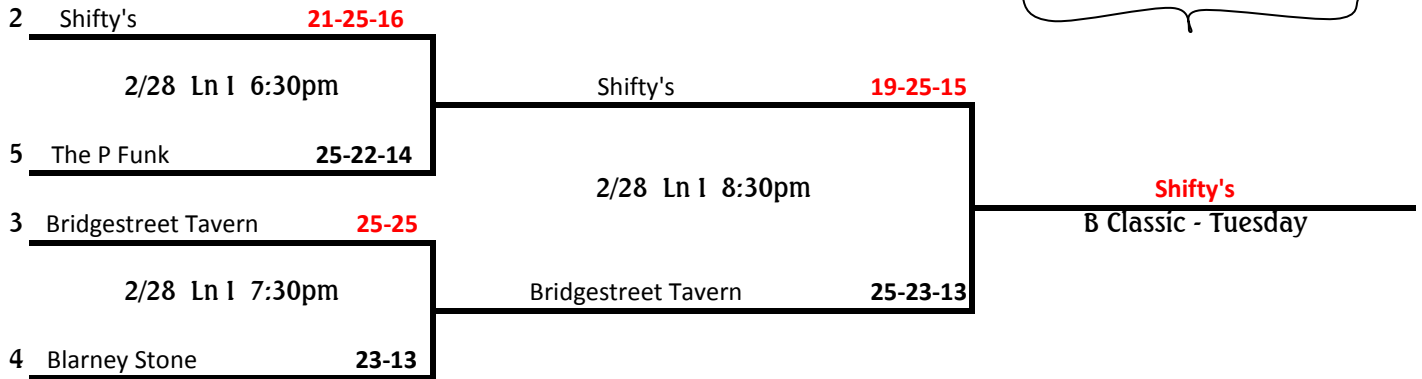 2 Shifty's 21-25-16
2/28 Ln 1 6:30pm
Shifty's 19-25-15
5 The P Funk 25-22-14
2/28 Ln 1 8:30pm
Shifty's
3 Bridgestreet Tavern 25-25
B Classic - Tuesday
2/28 Ln 1 7:30pm
Bridgestreet Tavern 25-23-13
4 Blarney Stone 23-13